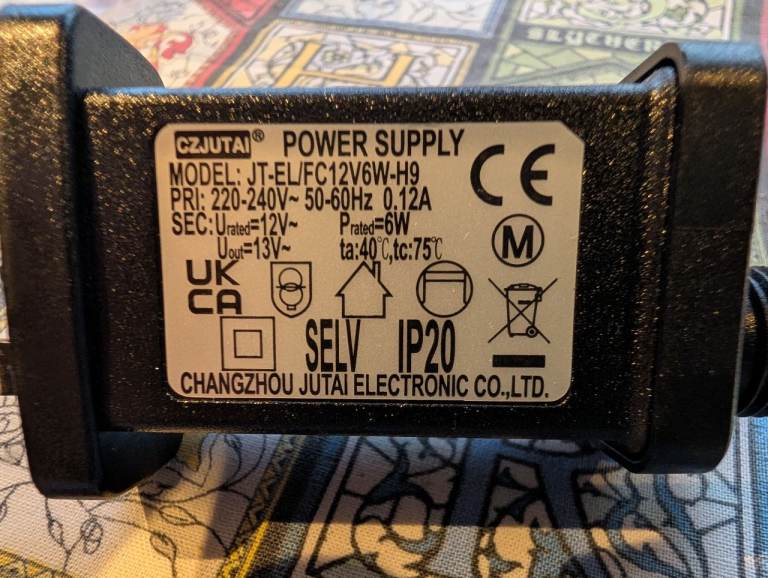 CZJUTAI® POWER SUPPLY
MODEL: JT-EL/FC12V6W-H9
PRI: 220-240V~ 50-60Hz 0.12A
SEC: Urated=12V~ Prated=6W
Uout=13V~ ta:40℃,tc:75℃
CE
M
UK
CA
SELV IP20
CHANGZHOU JUTAI ELECTRONIC CO.,LTD.